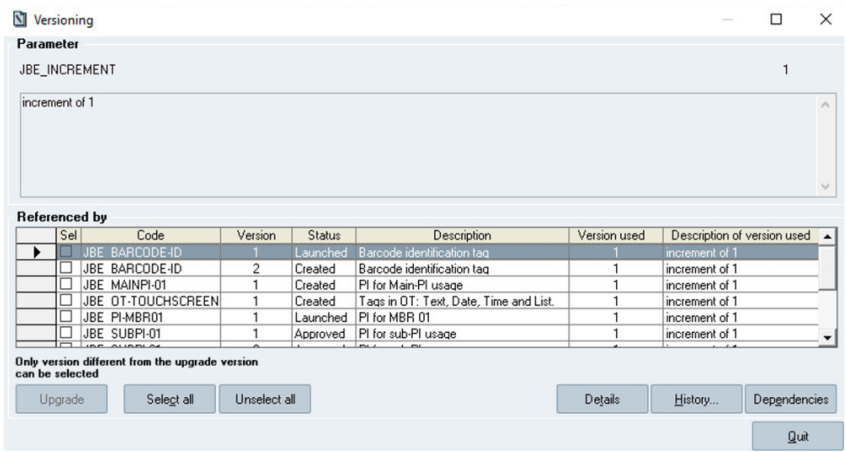 Versioning
Parameter
JBE_INCREMENT 1
increment of 1
Referenced by
Sel Code Version Status Description Version used Description of version used
JBE_BARCODE-ID 1 Launched Barcode identification tag 1 increment of 1
JBE_BARCODE-ID 2 Created Barcode identification tag 1 increment of 1
JBE_MAINPI-01 1 Created PI for Main-PI usage 1 increment of 1
JBE_OT-TOUCHSCREEN 1 Created Tags in OT: Text, Date, Time and List. 1 increment of 1
JBE_PI-MBR01 1 Launched PI for MBR 01 1 increment of 1
JBE_SUBPI-01 1 Approved PI for sub-PI usage 1 increment of 1
Only version different from the upgrade version
can be selected
Upgrade Select all Unselect all Details History... Dependencies
Quit